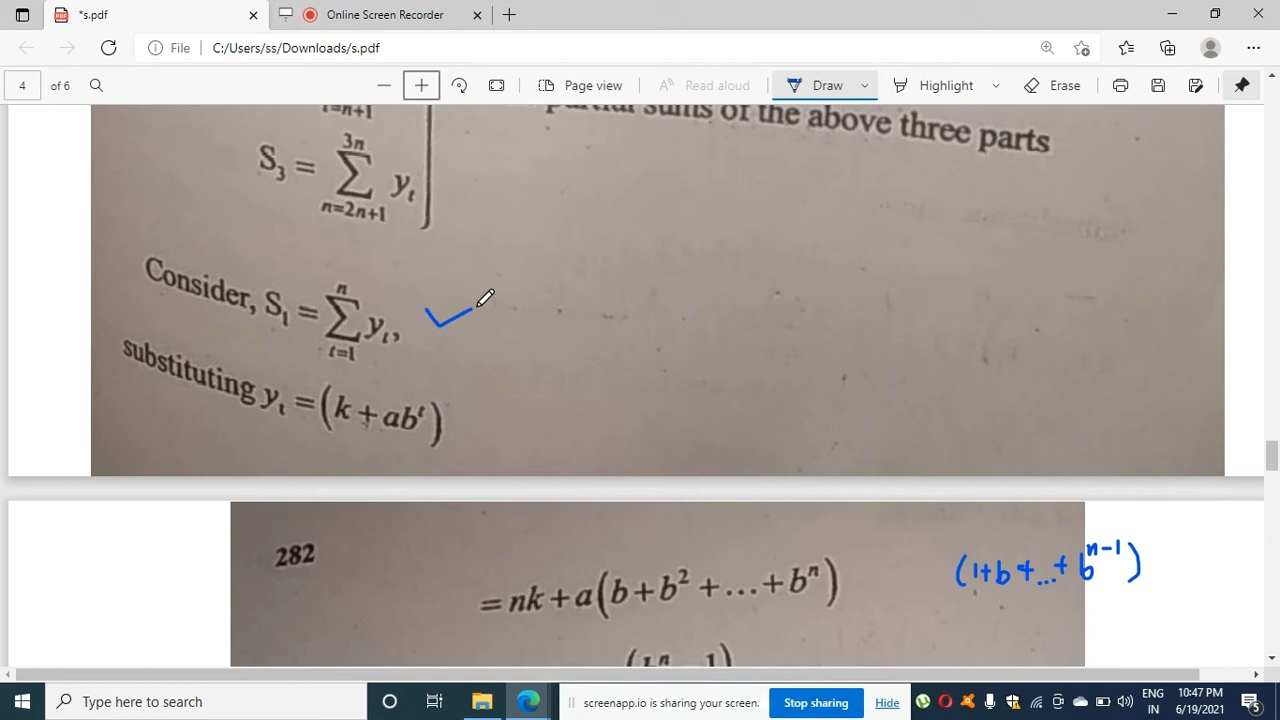 *s.pdf
Online Screen Recorder
File C:/Users/ss/Downloads/s.pdf
4 of 6 Page view Read aloud Draw Highlight Erase
partial sums of the above three parts
S₃ = ∑ yₜ
3n
n=2n+1
Consider, S₁ = ∑ yₜ,
n
t=1
substituting yₜ = (k + abᵗ)
282
= nk + a(b + b² + ... + bⁿ)
(1+b+...+bⁿ⁻¹)
Type here to search
screenapp.io is sharing your screen. Stop sharing Hide
ENG
IN
10:47 PM
6/19/2021
5